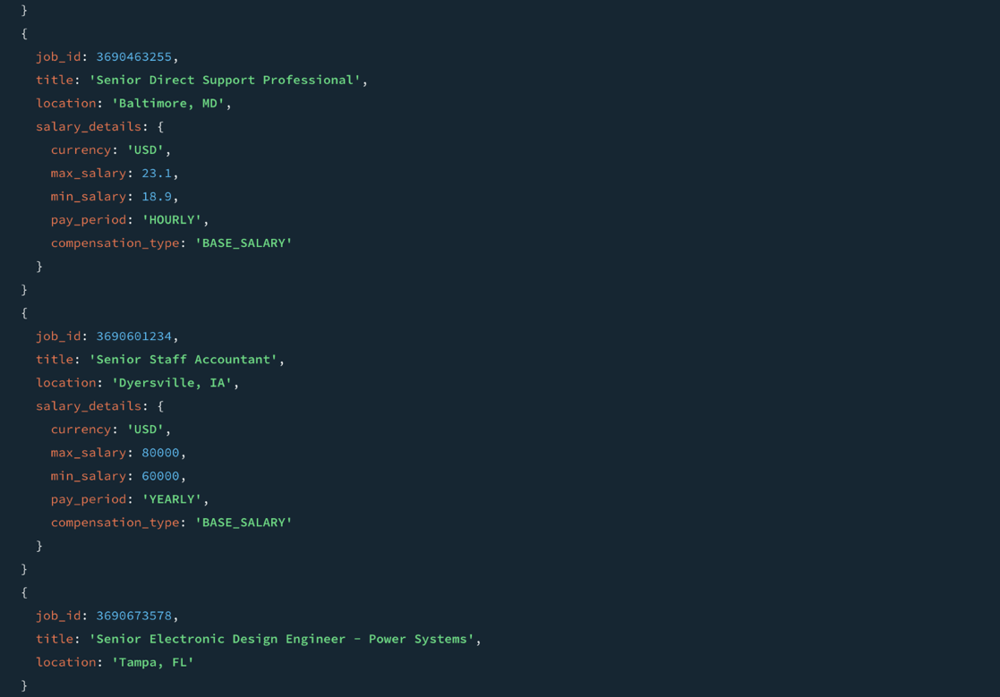 }
{
job_id: 3690463255,
title: 'Senior Direct Support Professional',
location: 'Baltimore, MD',
salary_details: {
currency: 'USD',
max_salary: 23.1,
min_salary: 18.9,
pay_period: 'HOURLY',
compensation_type: 'BASE_SALARY'
}
}
{
job_id: 3690601234,
title: 'Senior Staff Accountant',
location: 'Dyersville, IA',
salary_details: {
currency: 'USD',
max_salary: 80000,
min_salary: 60000,
pay_period: 'YEARLY',
compensation_type: 'BASE_SALARY'
}
}
{
job_id: 3690673578,
title: 'Senior Electronic Design Engineer - Power Systems',
location: 'Tampa, FL'
}